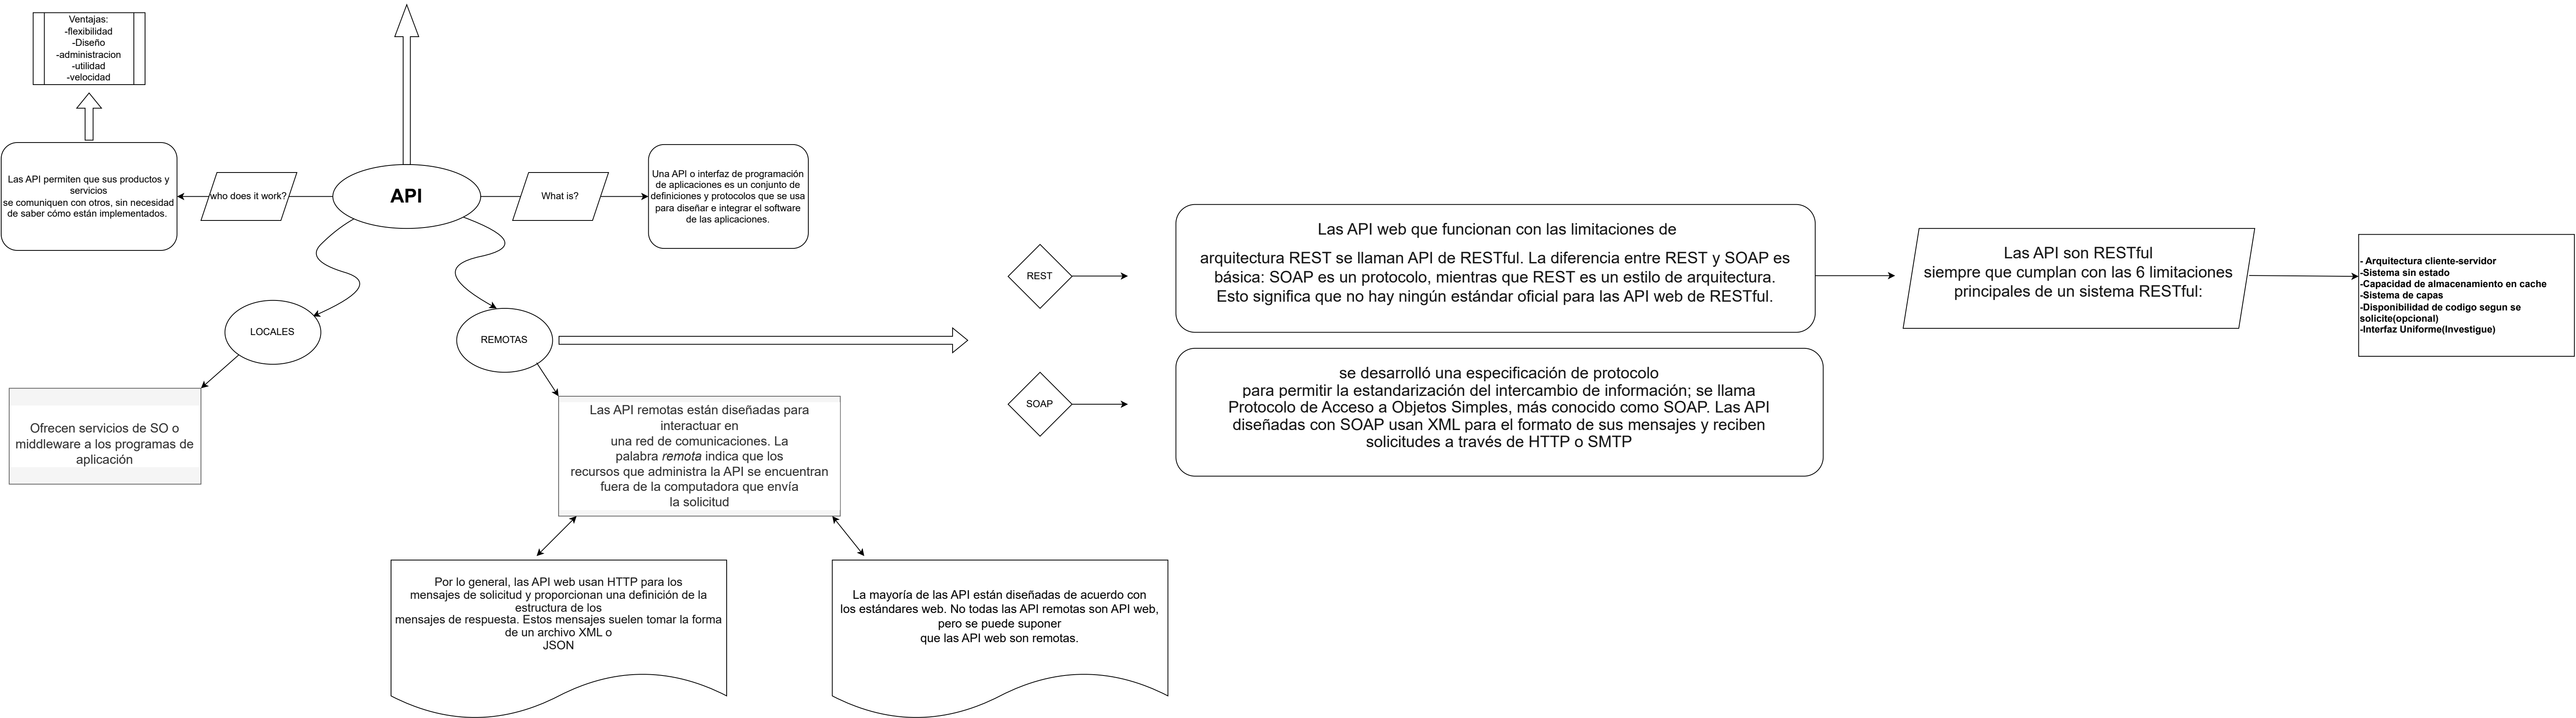 Ventajas:
-flexibilidad
-Diseño
-administracion
-utilidad
-velocidad
Las API permiten que sus productos y
servicios
se comuniquen con otros, sin necesidad
de saber cómo están implementados.
who does it work?
API
What is?
Una API o interfaz de programación
de aplicaciones es un conjunto de
definiciones y protocolos que se usa
para diseñar e integrar el software
de las aplicaciones.
LOCALES
REMOTAS
Ofrecen servicios de SO o
middleware a los programas de
aplicación
Las API remotas están diseñadas para
interactuar en
una red de comunicaciones. La
palabra remota indica que los
recursos que administra la API se encuentran
fuera de la computadora que envía
la solicitud
Por lo general, las API web usan HTTP para los
mensajes de solicitud y proporcionan una definición de la
estructura de los
mensajes de respuesta. Estos mensajes suelen tomar la forma
de un archivo XML o
JSON
La mayoría de las API están diseñadas de acuerdo con
los estándares web. No todas las API remotas son API web,
pero se puede suponer
que las API web son remotas.
REST
Las API web que funcionan con las limitaciones de
arquitectura REST se llaman API de RESTful. La diferencia entre REST y SOAP es
básica: SOAP es un protocolo, mientras que REST es un estilo de arquitectura.
Esto significa que no hay ningún estándar oficial para las API web de RESTful.
Las API son RESTful
siempre que cumplan con las 6 limitaciones
principales de un sistema RESTful:
- Arquitectura cliente-servidor
-Sistema sin estado
-Capacidad de almacenamiento en cache
-Sistema de capas
-Disponibilidad de codigo segun se
solicite(opcional)
-Interfaz Uniforme(Investigue)
SOAP
se desarrolló una especificación de protocolo
para permitir la estandarización del intercambio de información; se llama
Protocolo de Acceso a Objetos Simples, más conocido como SOAP. Las API
diseñadas con SOAP usan XML para el formato de sus mensajes y reciben
solicitudes a través de HTTP o SMTP